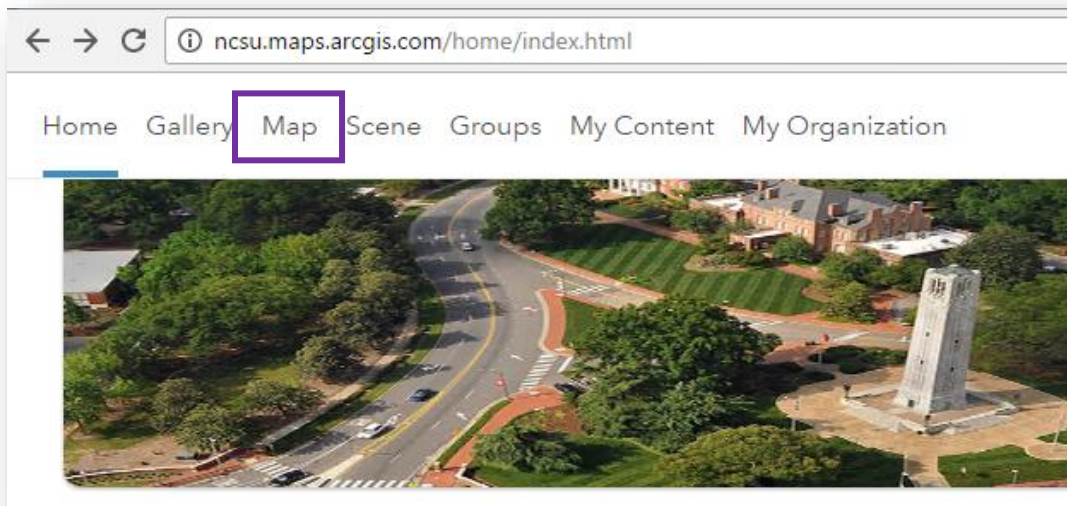 ncsu.maps.arcgis.com/home/index.html
Home Gallery Map Scene Groups My Content My Organization